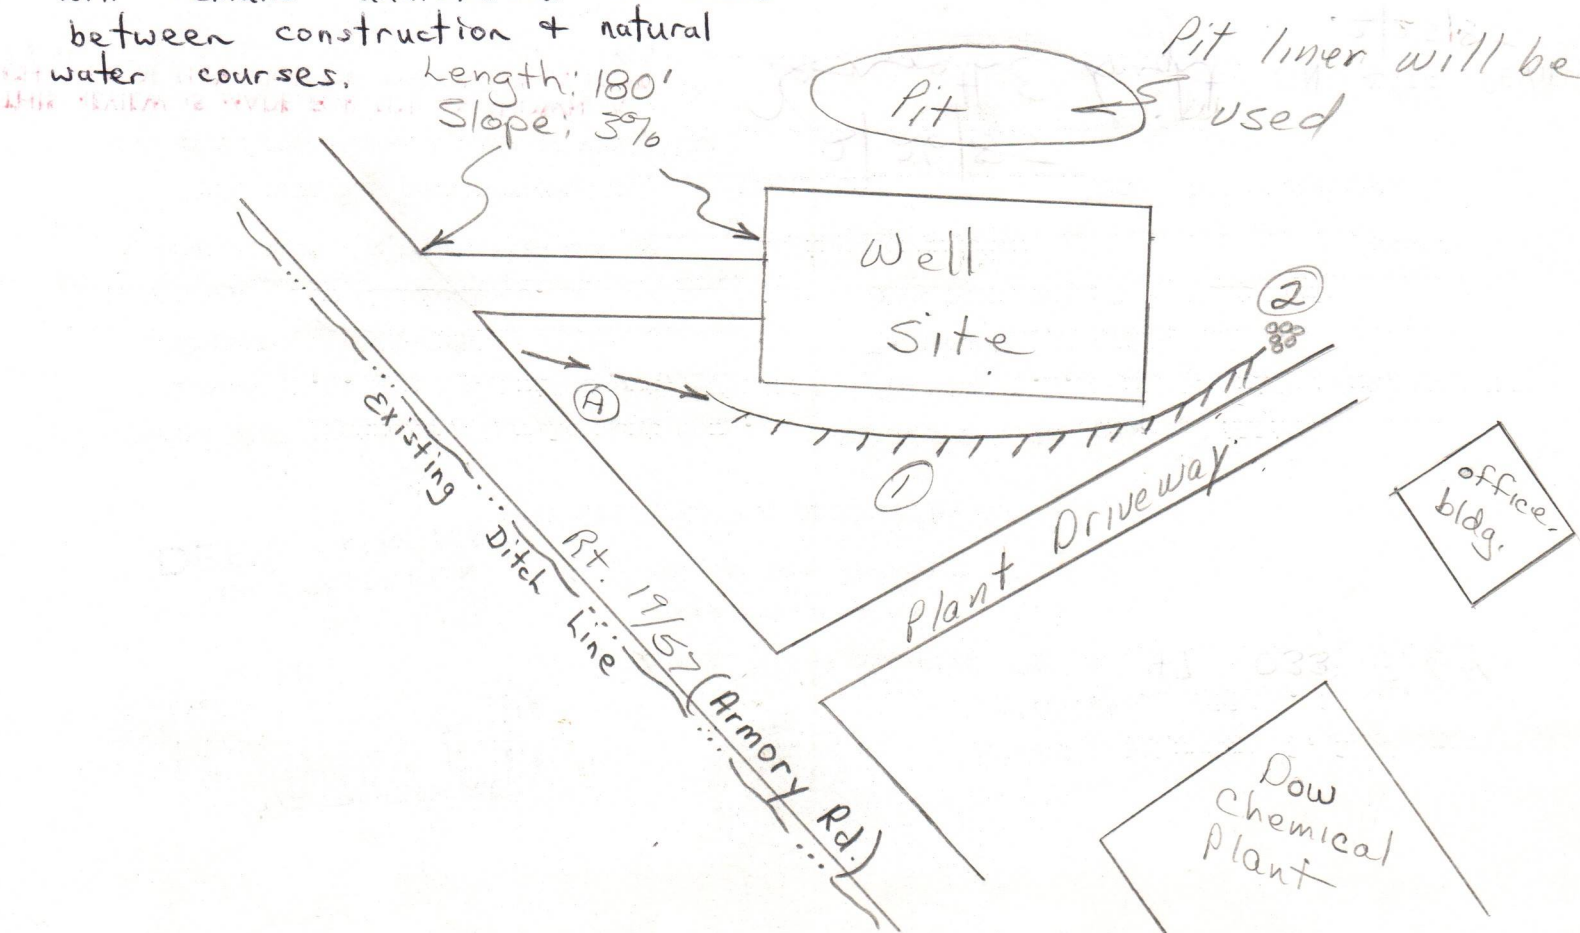 between construction & natural
water courses.
Length: 180'
Slope: 3%
Pit
Pit liner will be
used
Well
Site
2
A
1
Existing
Ditch
Line
Rt. 19/57
(Armory Rd.)
Plant Driveway
office
bldg.
Dow
Chemical
Plant